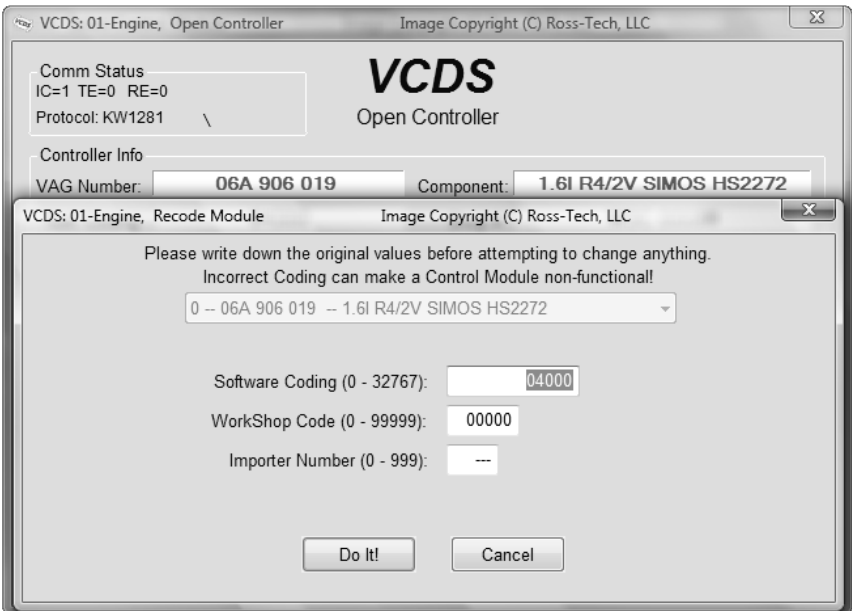 VCDS: 01-Engine, Open Controller Image Copyright (C) Ross-Tech, LLC
Comm Status
IC=1 TE=0 RE=0
Protocol: KW1281 \
VCDS
Open Controller
Controller Info
VAG Number: 06A 906 019 Component: 1.6l R4/2V SIMOS HS2272
VCDS: 01-Engine, Recode Module Image Copyright (C) Ross-Tech, LLC
Please write down the original values before attempting to change anything.
Incorrect Coding can make a Control Module non-functional!
0 -- 06A 906 019 -- 1.6l R4/2V SIMOS HS2272
Software Coding (0 - 32767): 04000
WorkShop Code (0 - 99999): 00000
Importer Number (0 - 999): ---
Do It! Cancel